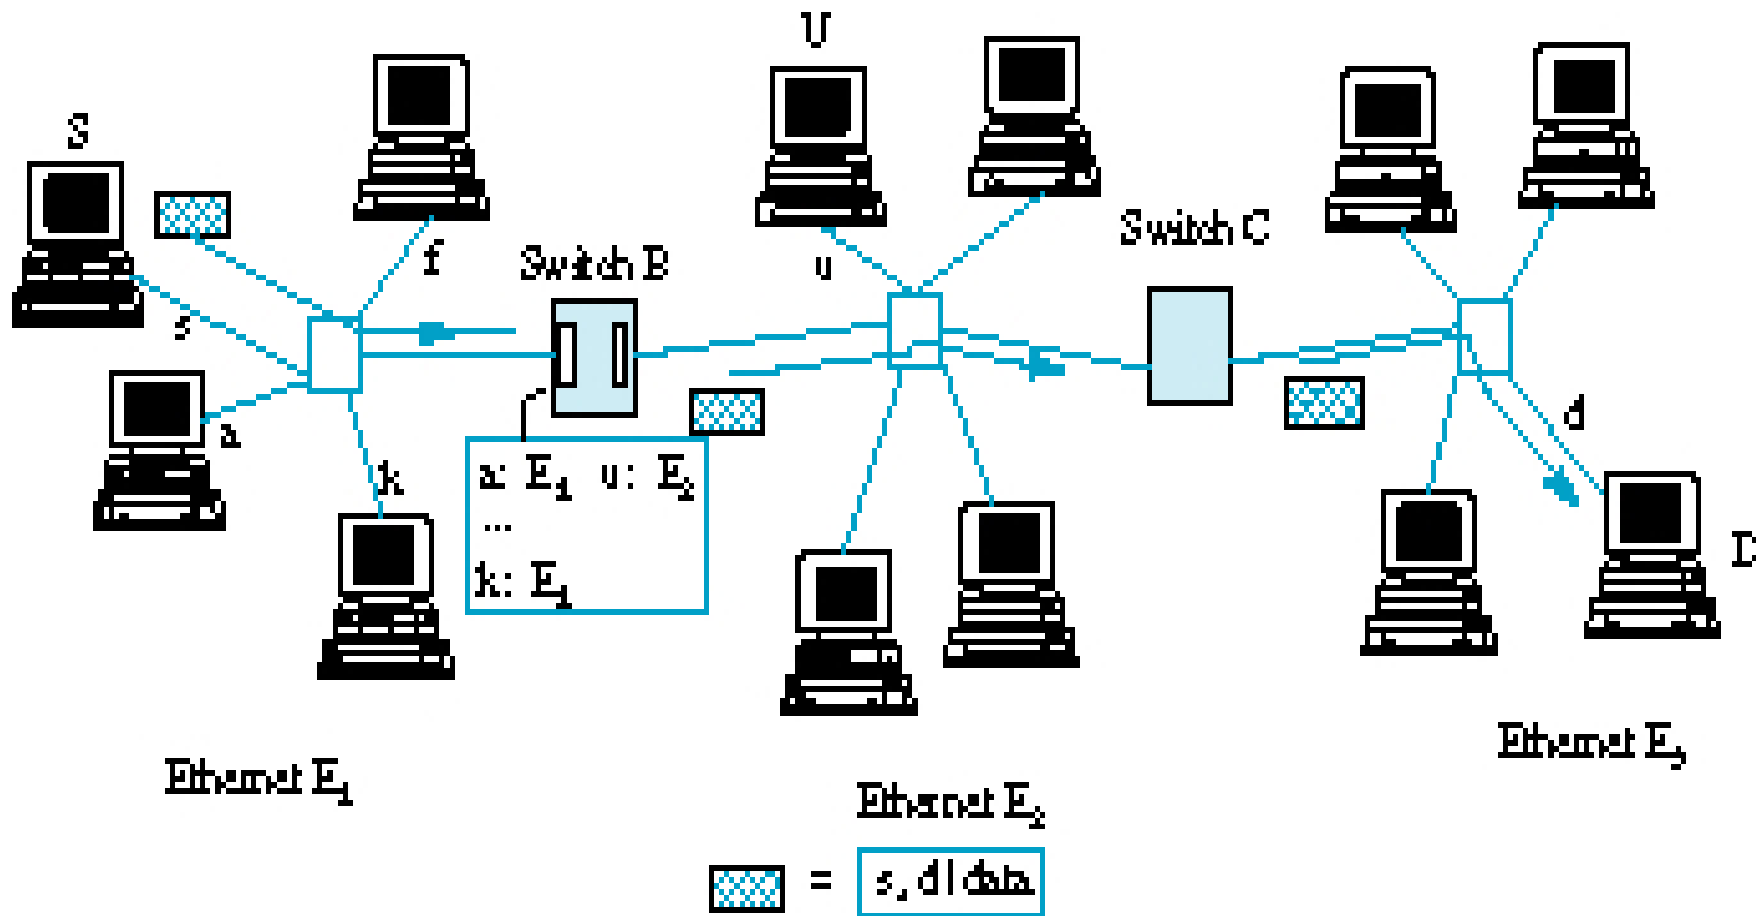 U
S
Switch C
f
Switch B
u
s
a
d
k
a: E1 u: E2
...
k: E1
D
Ethernet E1
Ethernet E2
Ethernet E3
= s, d | data